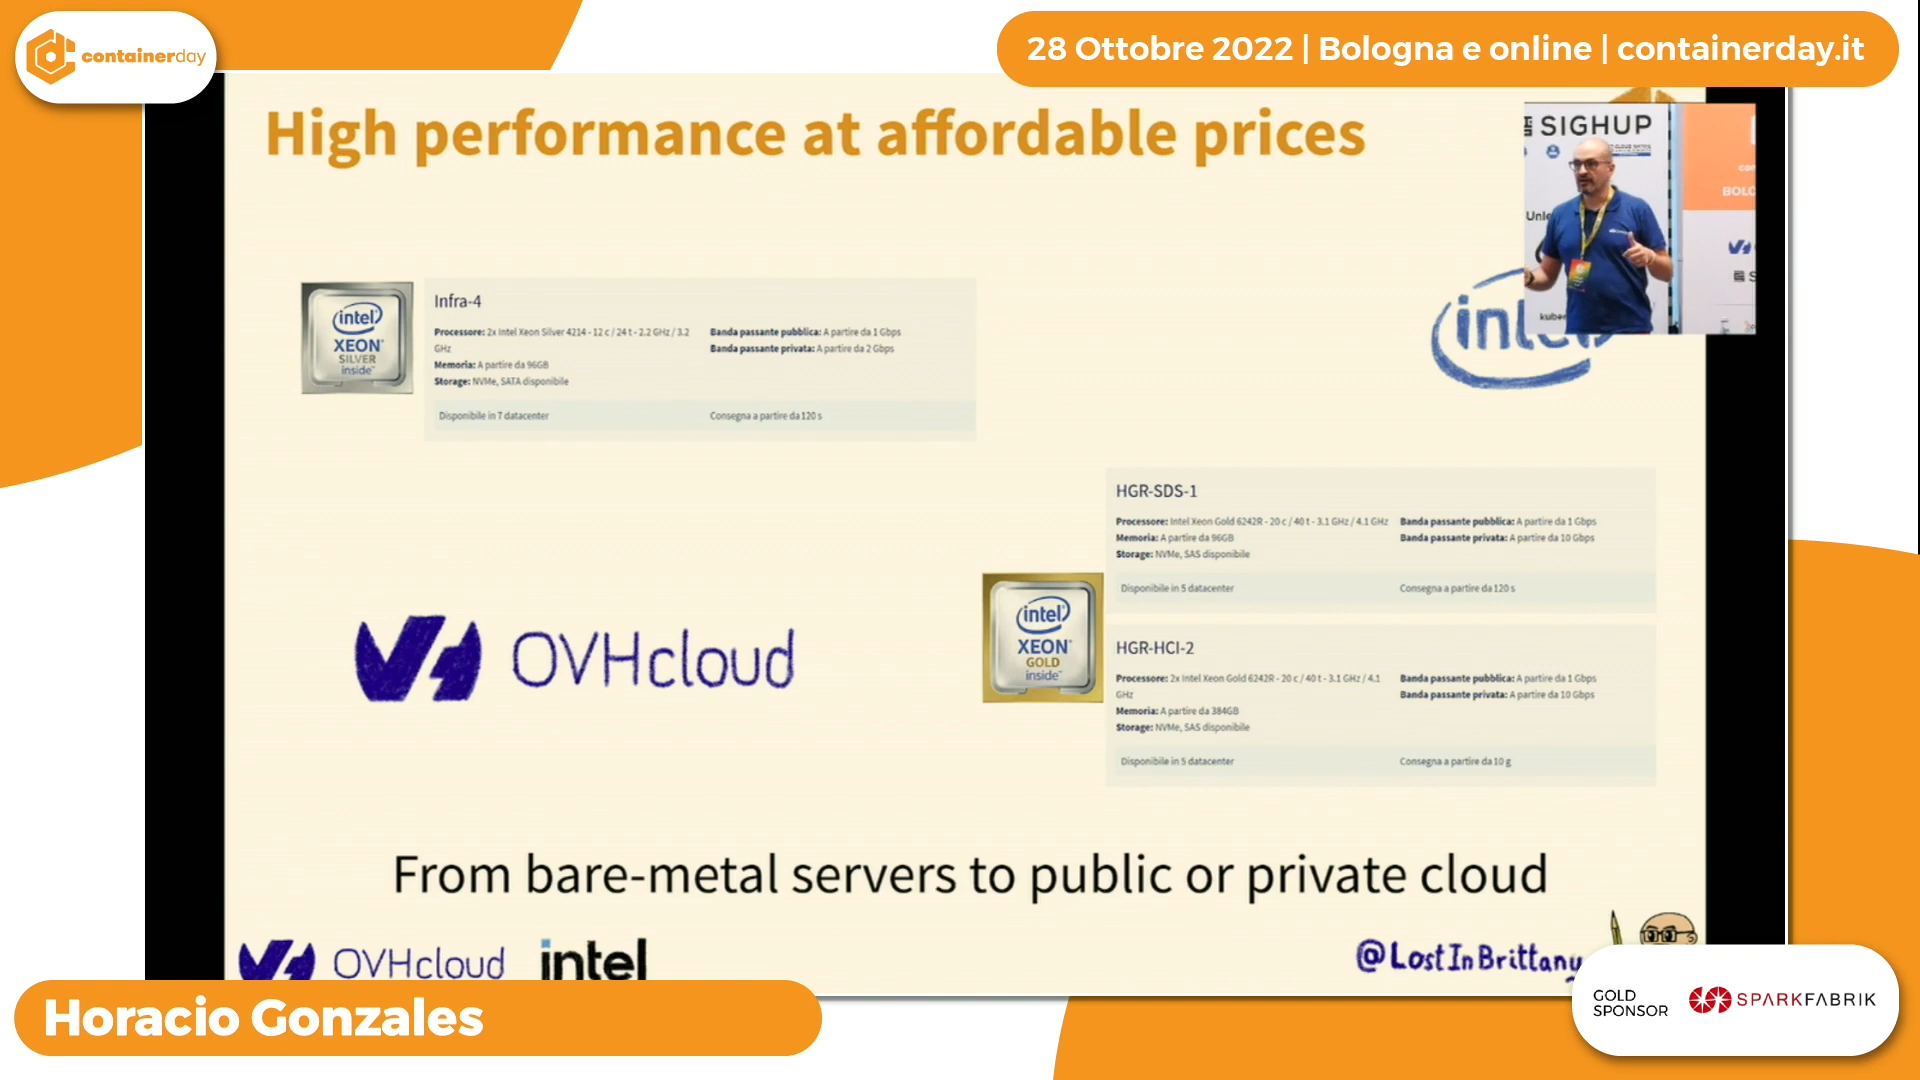 containerday
28 Ottobre 2022 | Bologna e online | containerday.it
High performance at affordable prices
SIGHUP
BOLO
kuber
intel
XEON
SILVER
inside
Infra-4
Processore: 2x Intel Xeon Silver 4214 - 12 c / 24 t - 2.2 GHz / 3.2
GHz
Memoria: A partire da 96GB
Storage: NVMe, SATA disponibile
Banda passante pubblica: A partire da 1 Gbps
Banda passante privata: A partire da 2 Gbps
Disponibile in 7 datacenter
Consegna a partire da 120 s
HGR-SDS-1
Processore: Intel Xeon Gold 6242R - 20 c / 40 t - 3.1 GHz / 4.1 GHz
Memoria: A partire da 96GB
Storage: NVMe, SAS disponibile
Banda passante pubblica: A partire da 1 Gbps
Banda passante privata: A partire da 10 Gbps
Disponibile in 5 datacenter
Consegna a partire da 120 s
intel
XEON
GOLD
inside
HGR-HCI-2
Processore: 2x Intel Xeon Gold 6242R - 20 c / 40 t - 3.1 GHz / 4.1
GHz
Memoria: A partire da 384GB
Storage: NVMe, SAS disponibile
Banda passante pubblica: A partire da 1 Gbps
Banda passante privata: A partire da 10 Gbps
Disponibile in 5 datacenter
Consegna a partire da 10 g
OVHcloud
From bare-metal servers to public or private cloud
OVHcloud
intel
@LostInBrittany
Horacio Gonzales
GOLD
SPONSOR
SPARKFABRIK